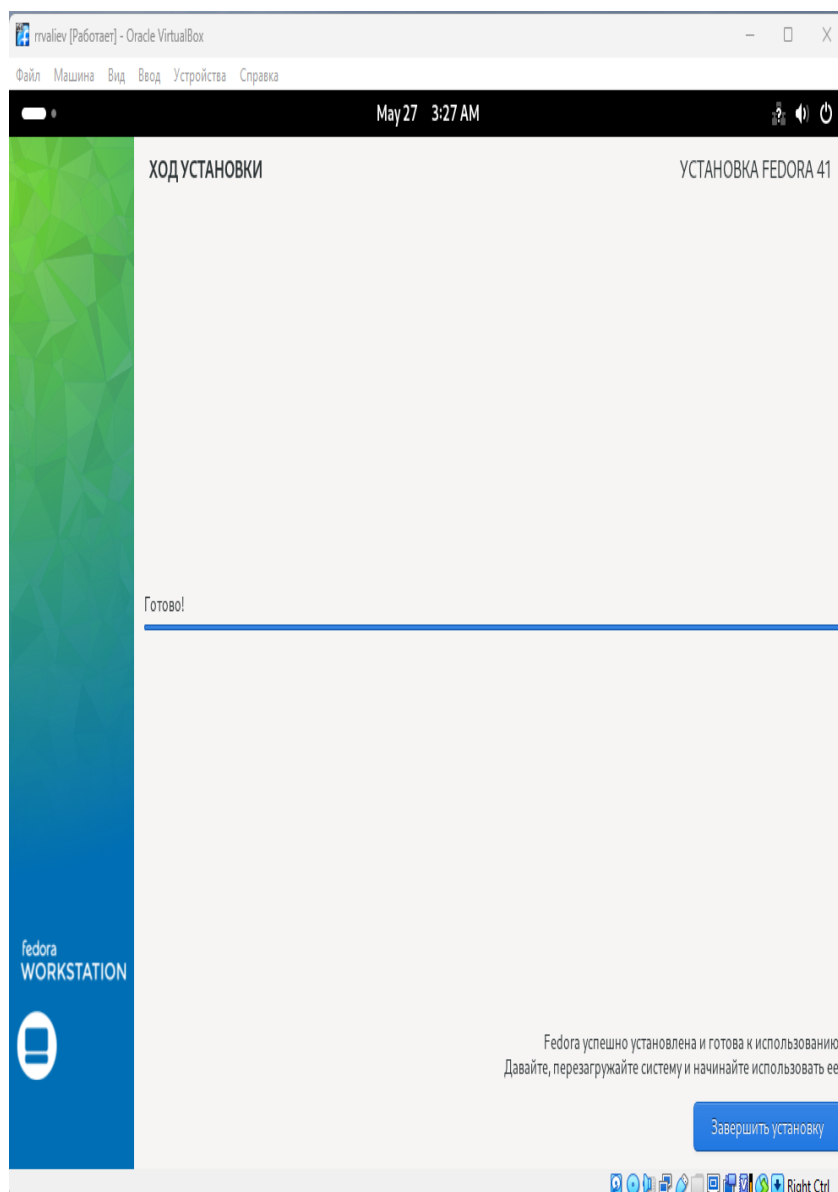 rrvaliev [Работает] - Oracle VirtualBox
Файл Машина Вид Ввод Устройства Справка
May 27 3:27 AM
ХОД УСТАНОВКИ
УСТАНОВКА FEDORA 41
Готово!
fedora
WORKSTATION
Fedora успешно установлена и готова к использованию
Давайте, перезагружайте систему и начинайте использовать ее
Завершить установку
Right Ctrl